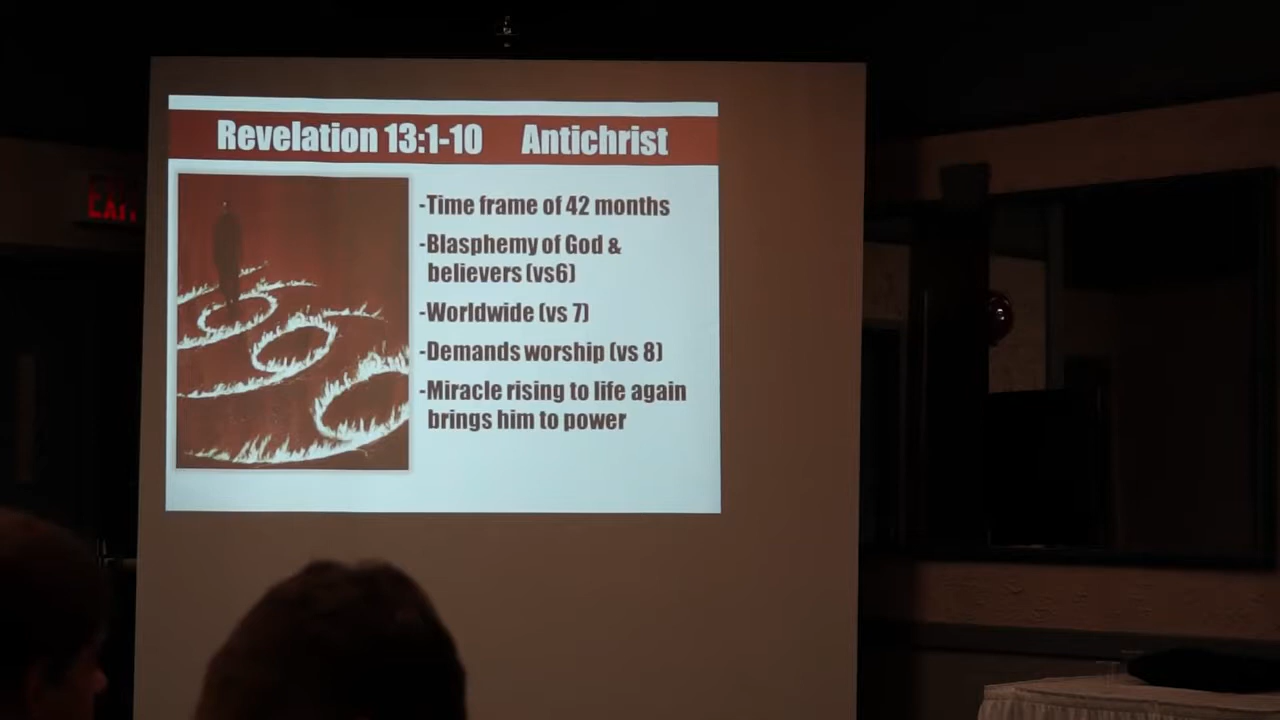 EXIT
Revelation 13:1-10 Antichrist
-Time frame of 42 months
-Blasphemy of God &
believers (vs6)
-Worldwide (vs 7)
-Demands worship (vs 8)
-Miracle rising to life again
brings him to power